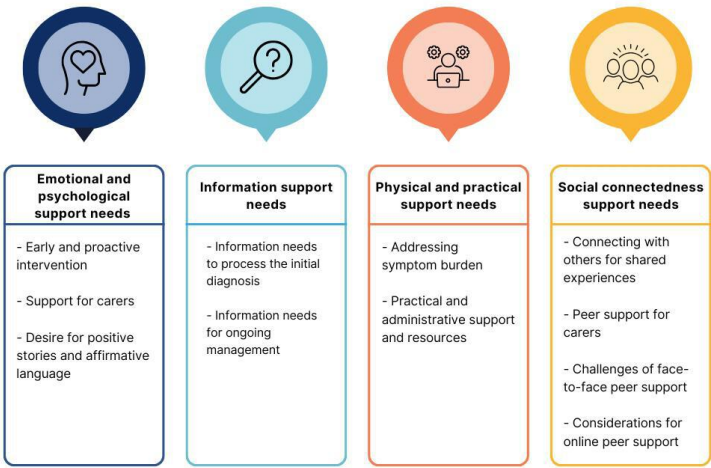 Emotional and
psychological
support needs
- Early and proactive
intervention
- Support for carers
- Desire for positive
stories and affirmative
language
Information support
needs
- Information needs
to process the initial
diagnosis
- Information needs
for ongoing
management
Physical and practical
support needs
- Addressing
symptom burden
- Practical and
administrative support
and resources
Social connectedness
support needs
- Connecting with
others for shared
experiences
- Peer support for
carers
- Challenges of face-
to-face peer support
- Considerations for
online peer support